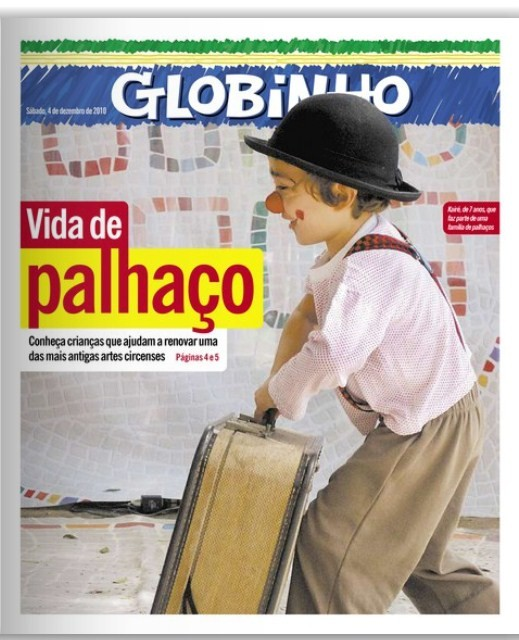 GLOBINHO
Sábado, 4 de dezembro de 2010
Vida de
palhaço
Conheça crianças que ajudam a renovar uma
das mais antigas artes circenses Páginas 4 e 5
Kairé, de 7 anos, que
faz parte de uma
família de palhaços